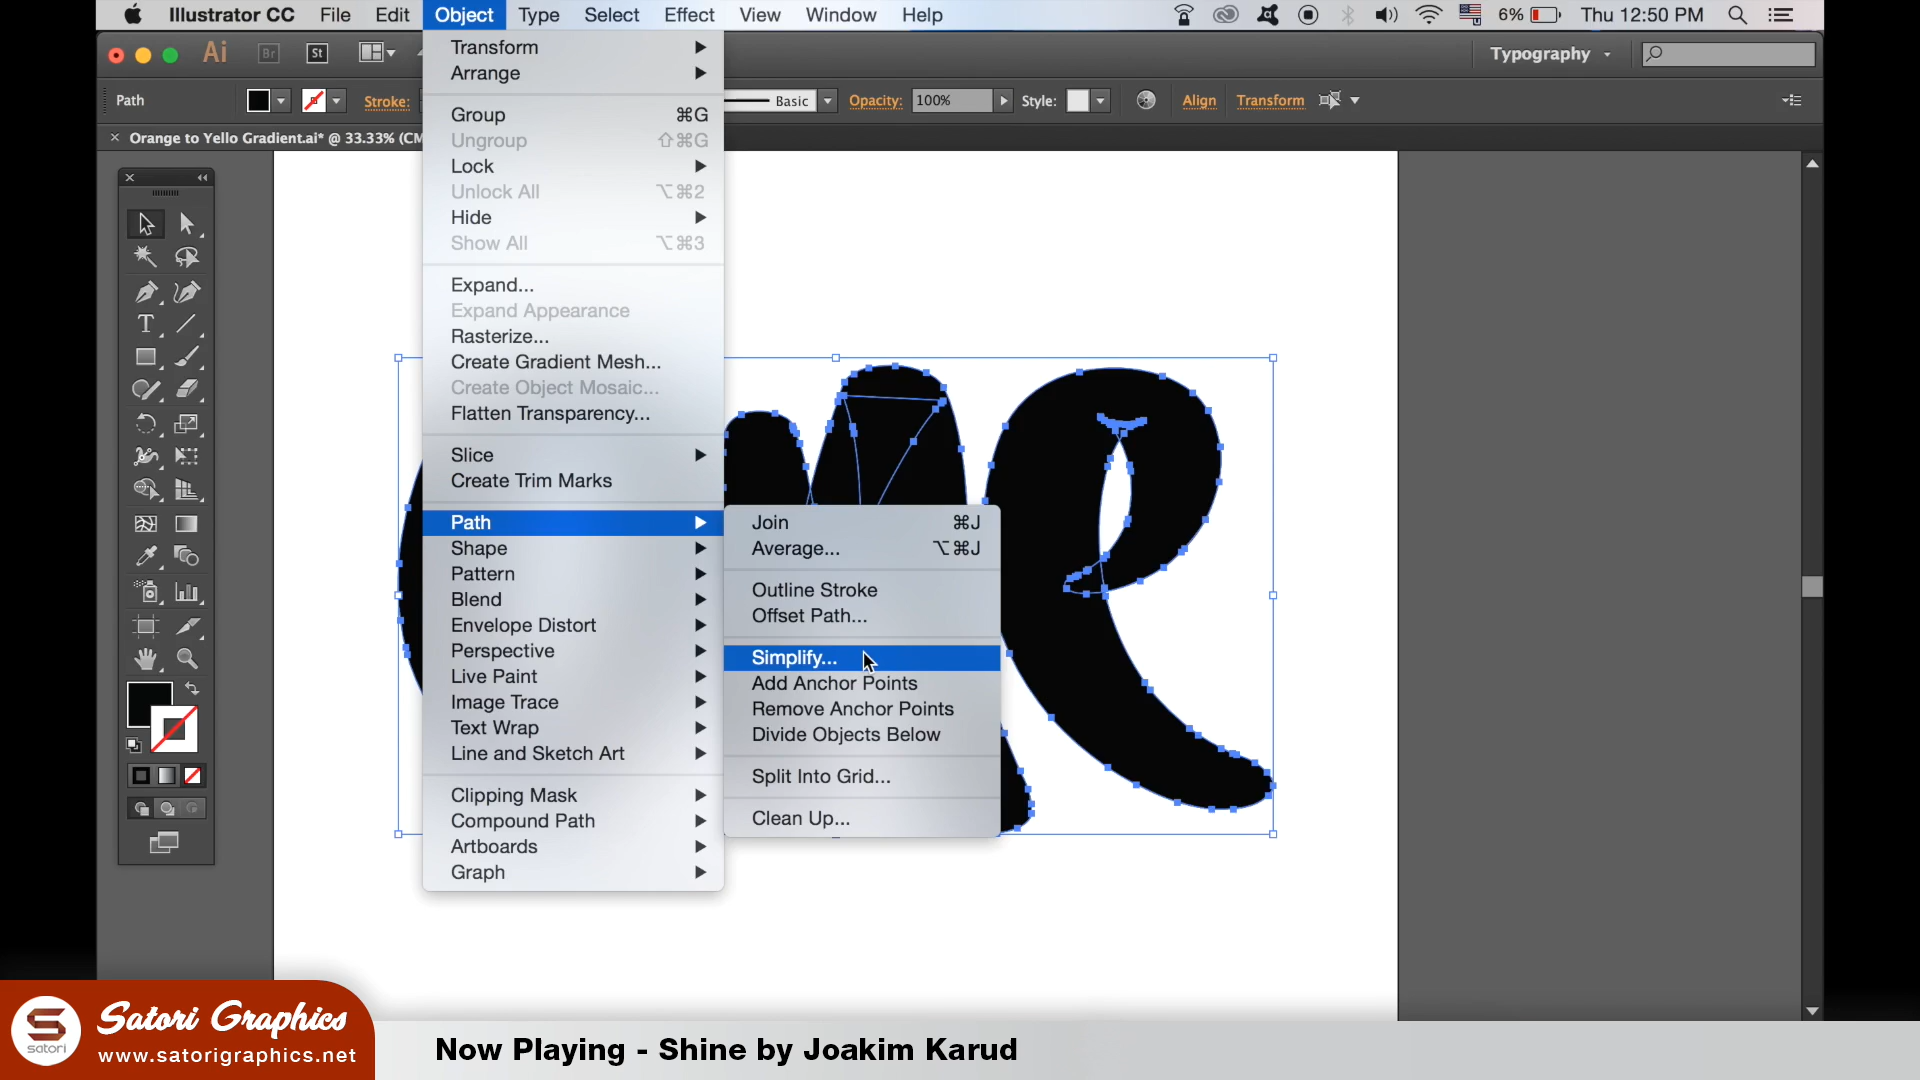 Illustrator CC File Edit Object Type Select Effect View Window Help 6% Thu 12:50 PM
Ai Br St Typography
Path Stroke: Basic Opacity: 100% Style: Align Transform
Orange to Yello Gradient.ai* @ 33.33% (CM
Transform
Arrange
Group ⌘G
Ungroup ⇧⌘G
Lock
Unlock All ⌥⌘2
Hide
Show All ⌥⌘3
Expand...
Expand Appearance
Rasterize...
Create Gradient Mesh...
Create Object Mosaic...
Flatten Transparency...
Slice
Create Trim Marks
Path
Shape
Pattern
Blend
Envelope Distort
Perspective
Live Paint
Image Trace
Text Wrap
Line and Sketch Art
Clipping Mask
Compound Path
Artboards
Graph
Join ⌘J
Average... ⌥⌘J
Outline Stroke
Offset Path...
Simplify...
Add Anchor Points
Remove Anchor Points
Divide Objects Below
Split Into Grid...
Clean Up...
satori
Satori Graphics
www.satorigraphics.net
Now Playing - Shine by Joakim Karud